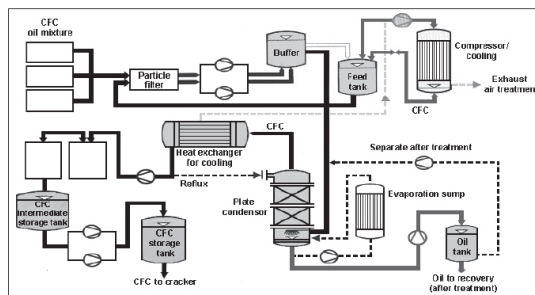 CFC
oil mixture
Particle
filter
Buffer
Feed
tank
Compressor/
cooling
Exhaust
air treatment
CFC
CFC
Heat exchanger
for cooling
Reflux
Separate after treatment
Plate
condensor
Evaporation sump
CFC
intermediate
storage tank
CFC
storage
tank
Oil
tank
CFC to cracker
Oil to recovery
(after treatment)